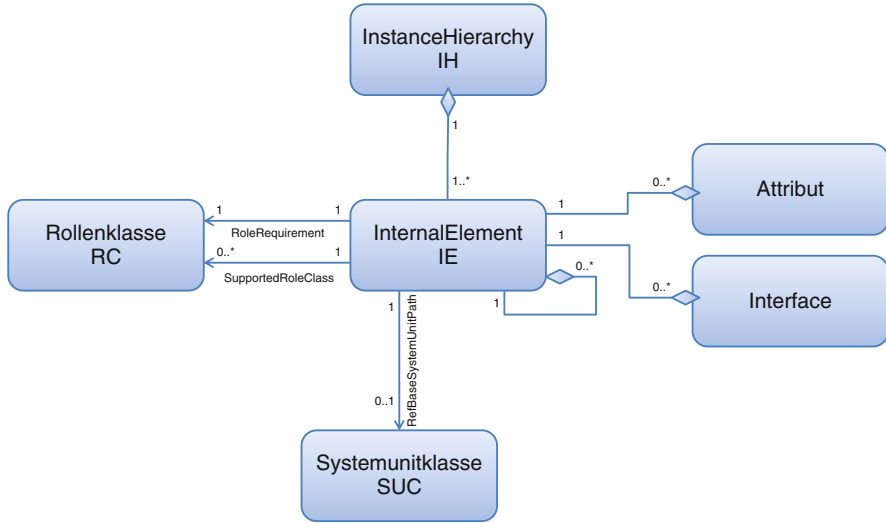 InstanceHierarchy
IH
1
1..*
0..*
Attribut
1
1
1
Rollenklasse
RC
RoleRequirement
InternalElement
IE
1
0..*
1
SupportedRoleClass
0..*
0..*
Interface
1
1
RefBaseSystemUnitPath
0..1
Systemunitklasse
SUC